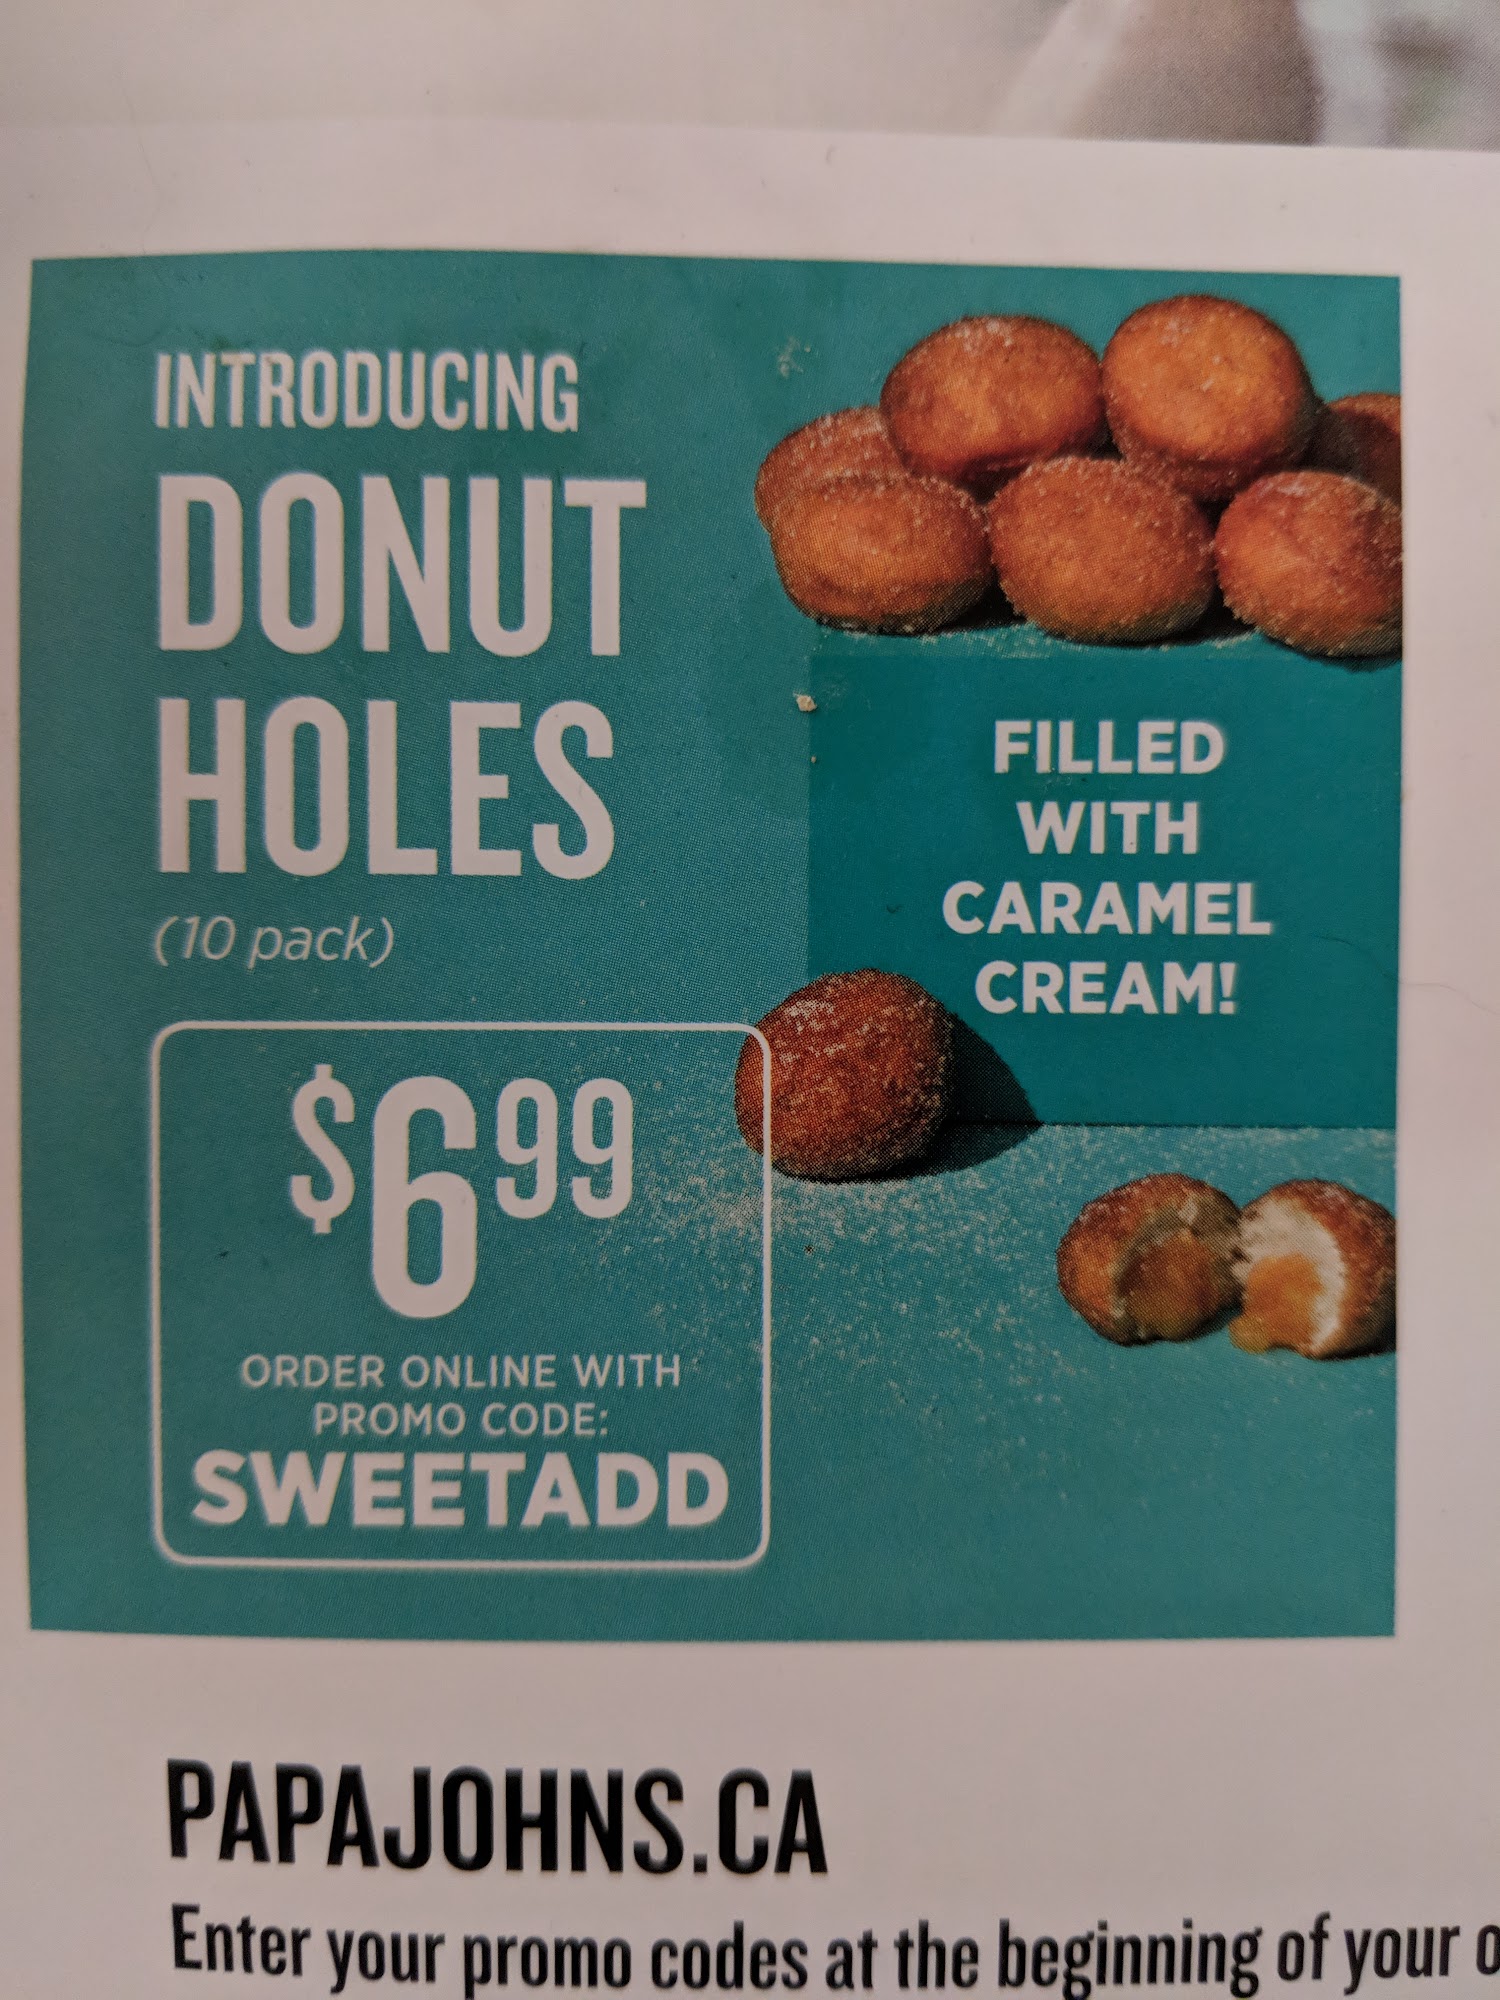 INTRODUCING
DONUT
HOLES
(10 pack)
$6.99
ORDER ONLINE WITH
PROMO CODE:
SWEETADD
FILLED
WITH
CARAMEL
CREAM!
PAPAJOHNS.CA
Enter your promo codes at the beginning of your